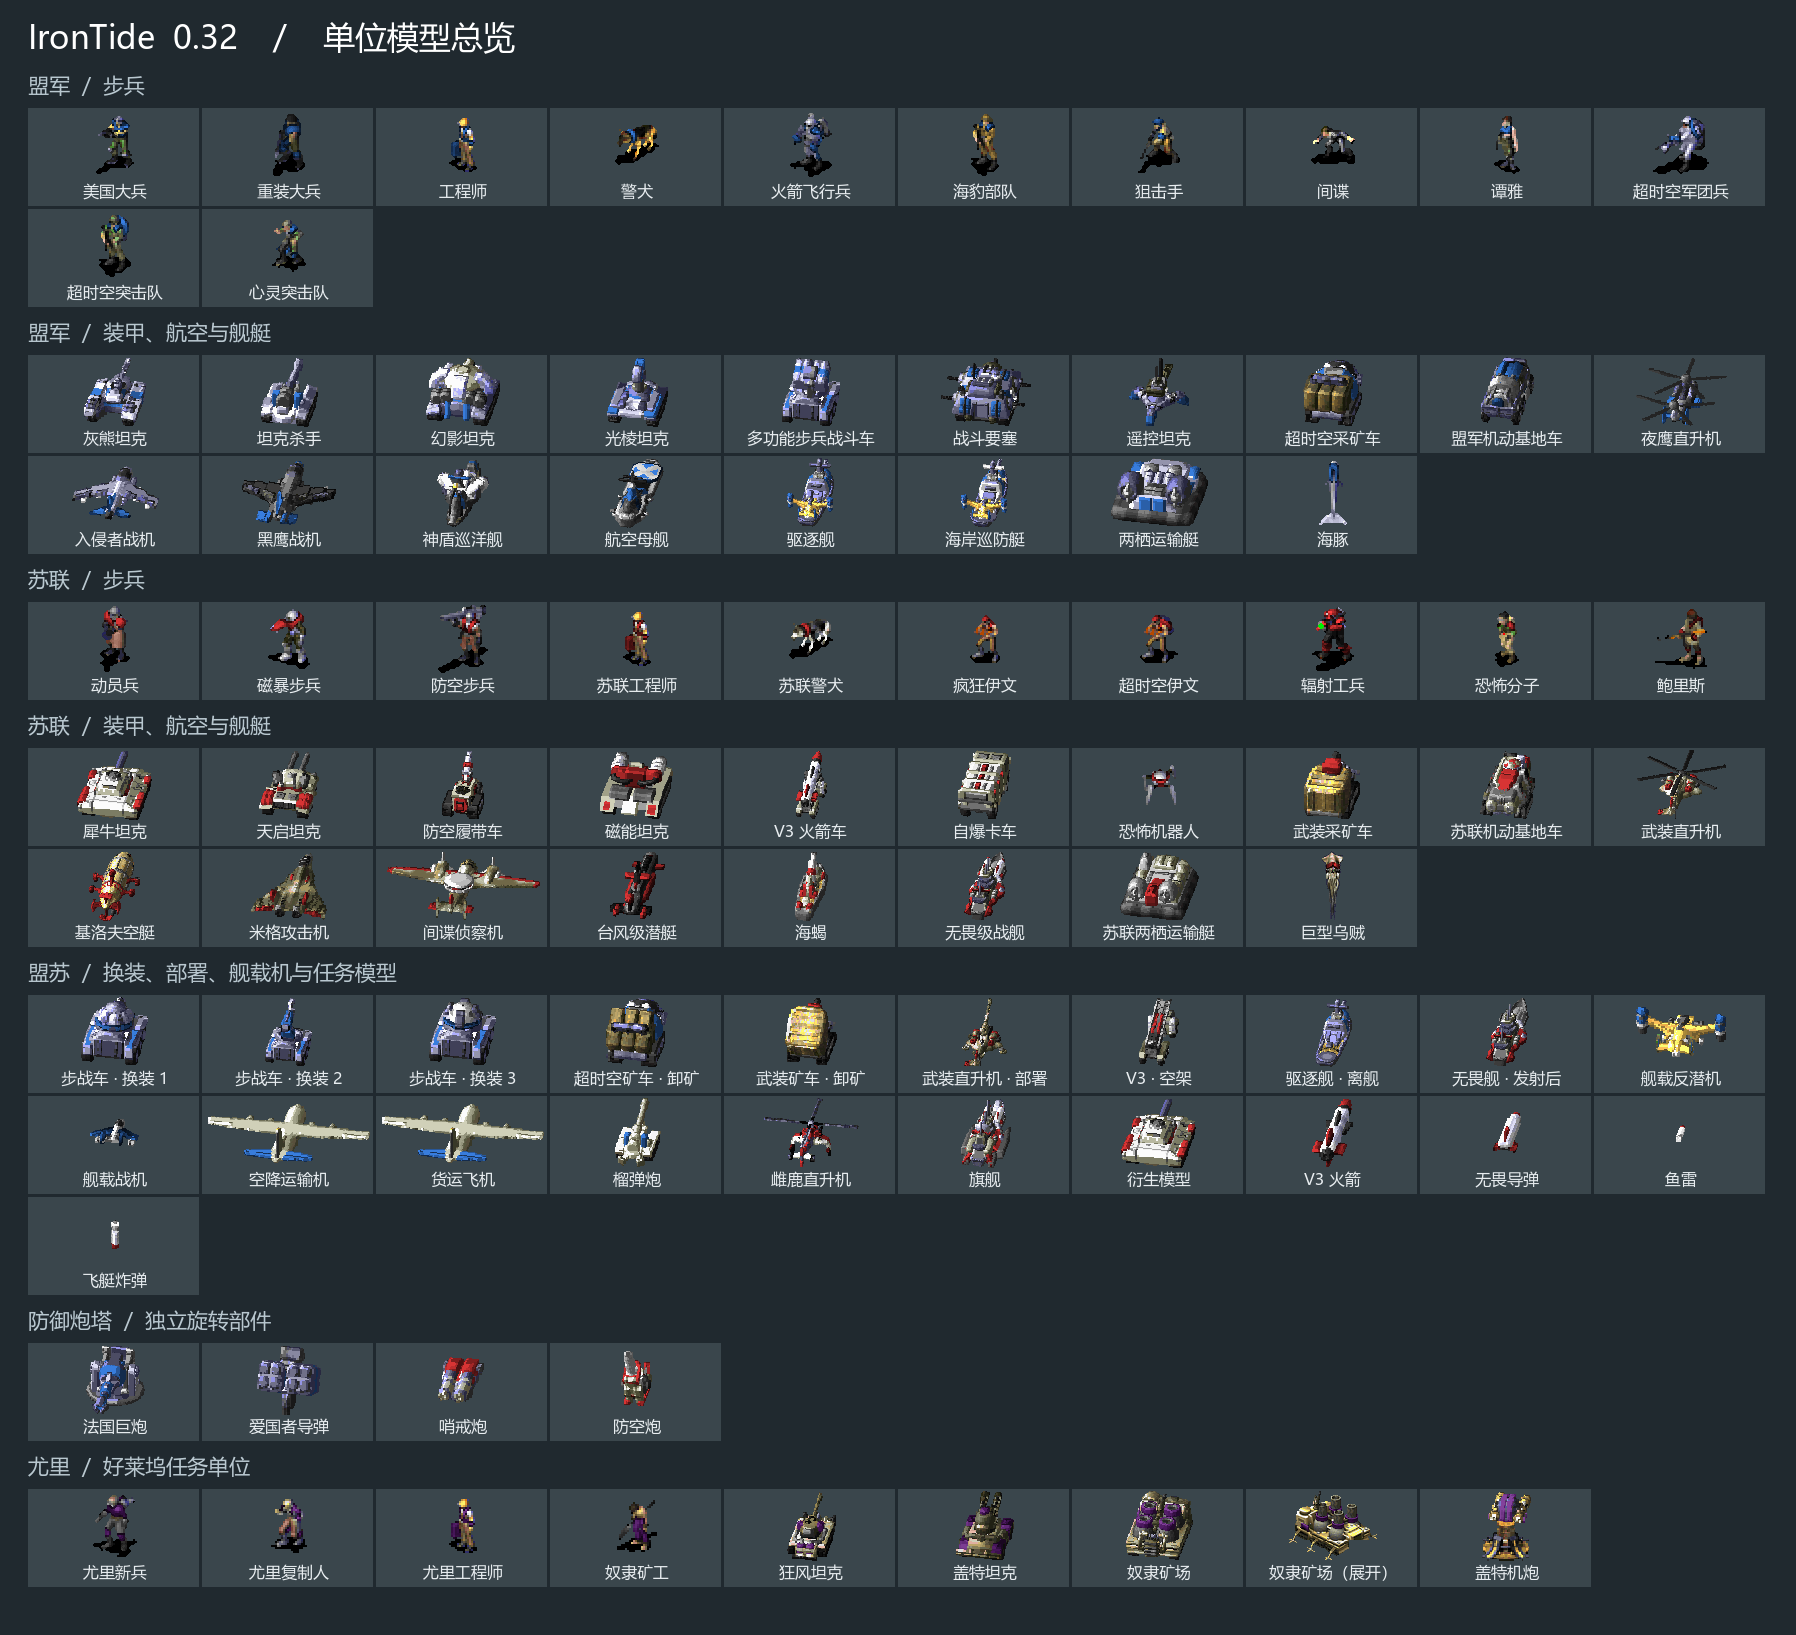 IronTide 0.32 / 单位模型总览
盟军 / 步兵
美国大兵 重装大兵 工程师 警犬 火箭飞行兵 海豹部队 狙击手 间谍 谭雅 超时空军团兵
超时空突击队 心灵突击队
盟军 / 装甲、航空与舰艇
灰熊坦克 坦克杀手 幻影坦克 光棱坦克 多功能步兵战斗车 战斗要塞 遥控坦克 超时空采矿车 盟军机动基地车 夜鹰直升机
入侵者战机 黑鹰战机 神盾巡洋舰 航空母舰 驱逐舰 海岸巡防艇 两栖运输艇 海豚
苏联 / 步兵
动员兵 磁暴步兵 防空步兵 苏联工程师 苏联警犬 疯狂伊文 超时空伊文 辐射工兵 恐怖分子 鲍里斯
苏联 / 装甲、航空与舰艇
犀牛坦克 天启坦克 防空履带车 磁能坦克 V3 火箭车 自爆卡车 恐怖机器人 武装采矿车 苏联机动基地车 武装直升机
基洛夫空艇 米格攻击机 间谍侦察机 台风级潜艇 海蝎 无畏级战舰 苏联两栖运输艇 巨型乌贼
盟苏 / 换装、部署、舰载机与任务模型
步战车 · 换装 1 步战车 · 换装 2 步战车 · 换装 3 超时空矿车 · 卸矿 武装矿车 · 卸矿 武装直升机 · 部署 V3 · 空架 驱逐舰 · 离舰 无畏舰 · 发射后 舰载反潜机
舰载战机 空降运输机 货运飞机 榴弹炮 雌鹿直升机 旗舰 衍生模型 V3 火箭 无畏导弹 鱼雷
飞艇炸弹
防御炮塔 / 独立旋转部件
法国巨炮 爱国者导弹 哨戒炮 防空炮
尤里 / 好莱坞任务单位
尤里新兵 尤里复制人 尤里工程师 奴隶矿工 狂风坦克 盖特坦克 奴隶矿场 奴隶矿场（展开） 盖特机炮